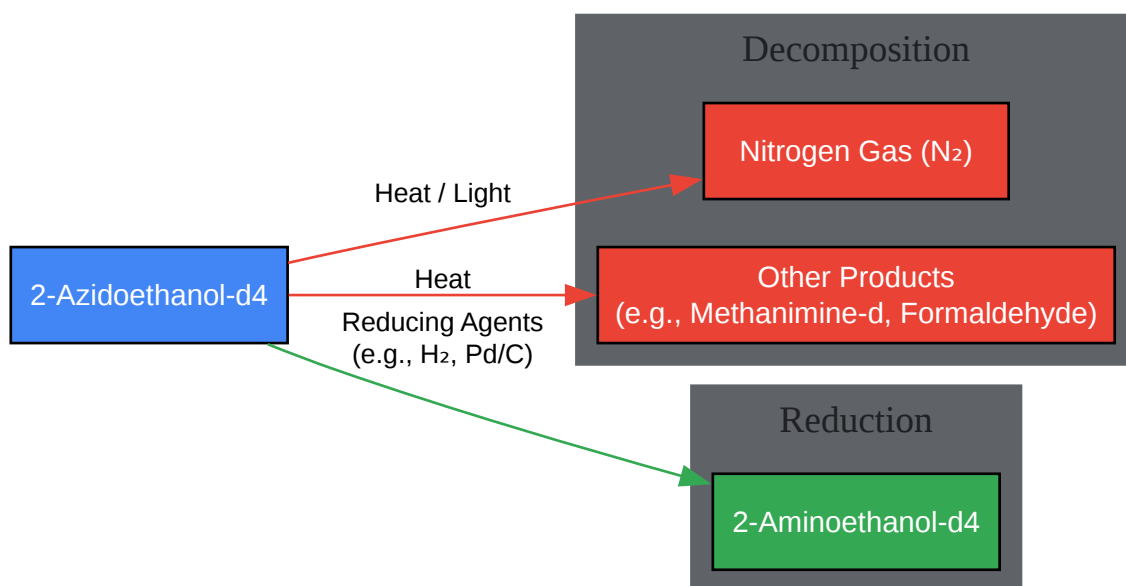 Decomposition
Nitrogen Gas (N₂)
Heat / Light
2-Azidoethanol-d4
Heat
Other Products
(e.g., Methanimine-d, Formaldehyde)
Reducing Agents
(e.g., H₂, Pd/C)
Reduction
2-Aminoethanol-d4